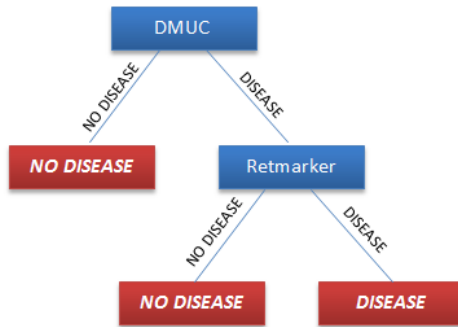 DMUC
NO DISEASE
DISEASE
NO DISEASE
Retmarker
NO DISEASE
DISEASE
NO DISEASE
DISEASE